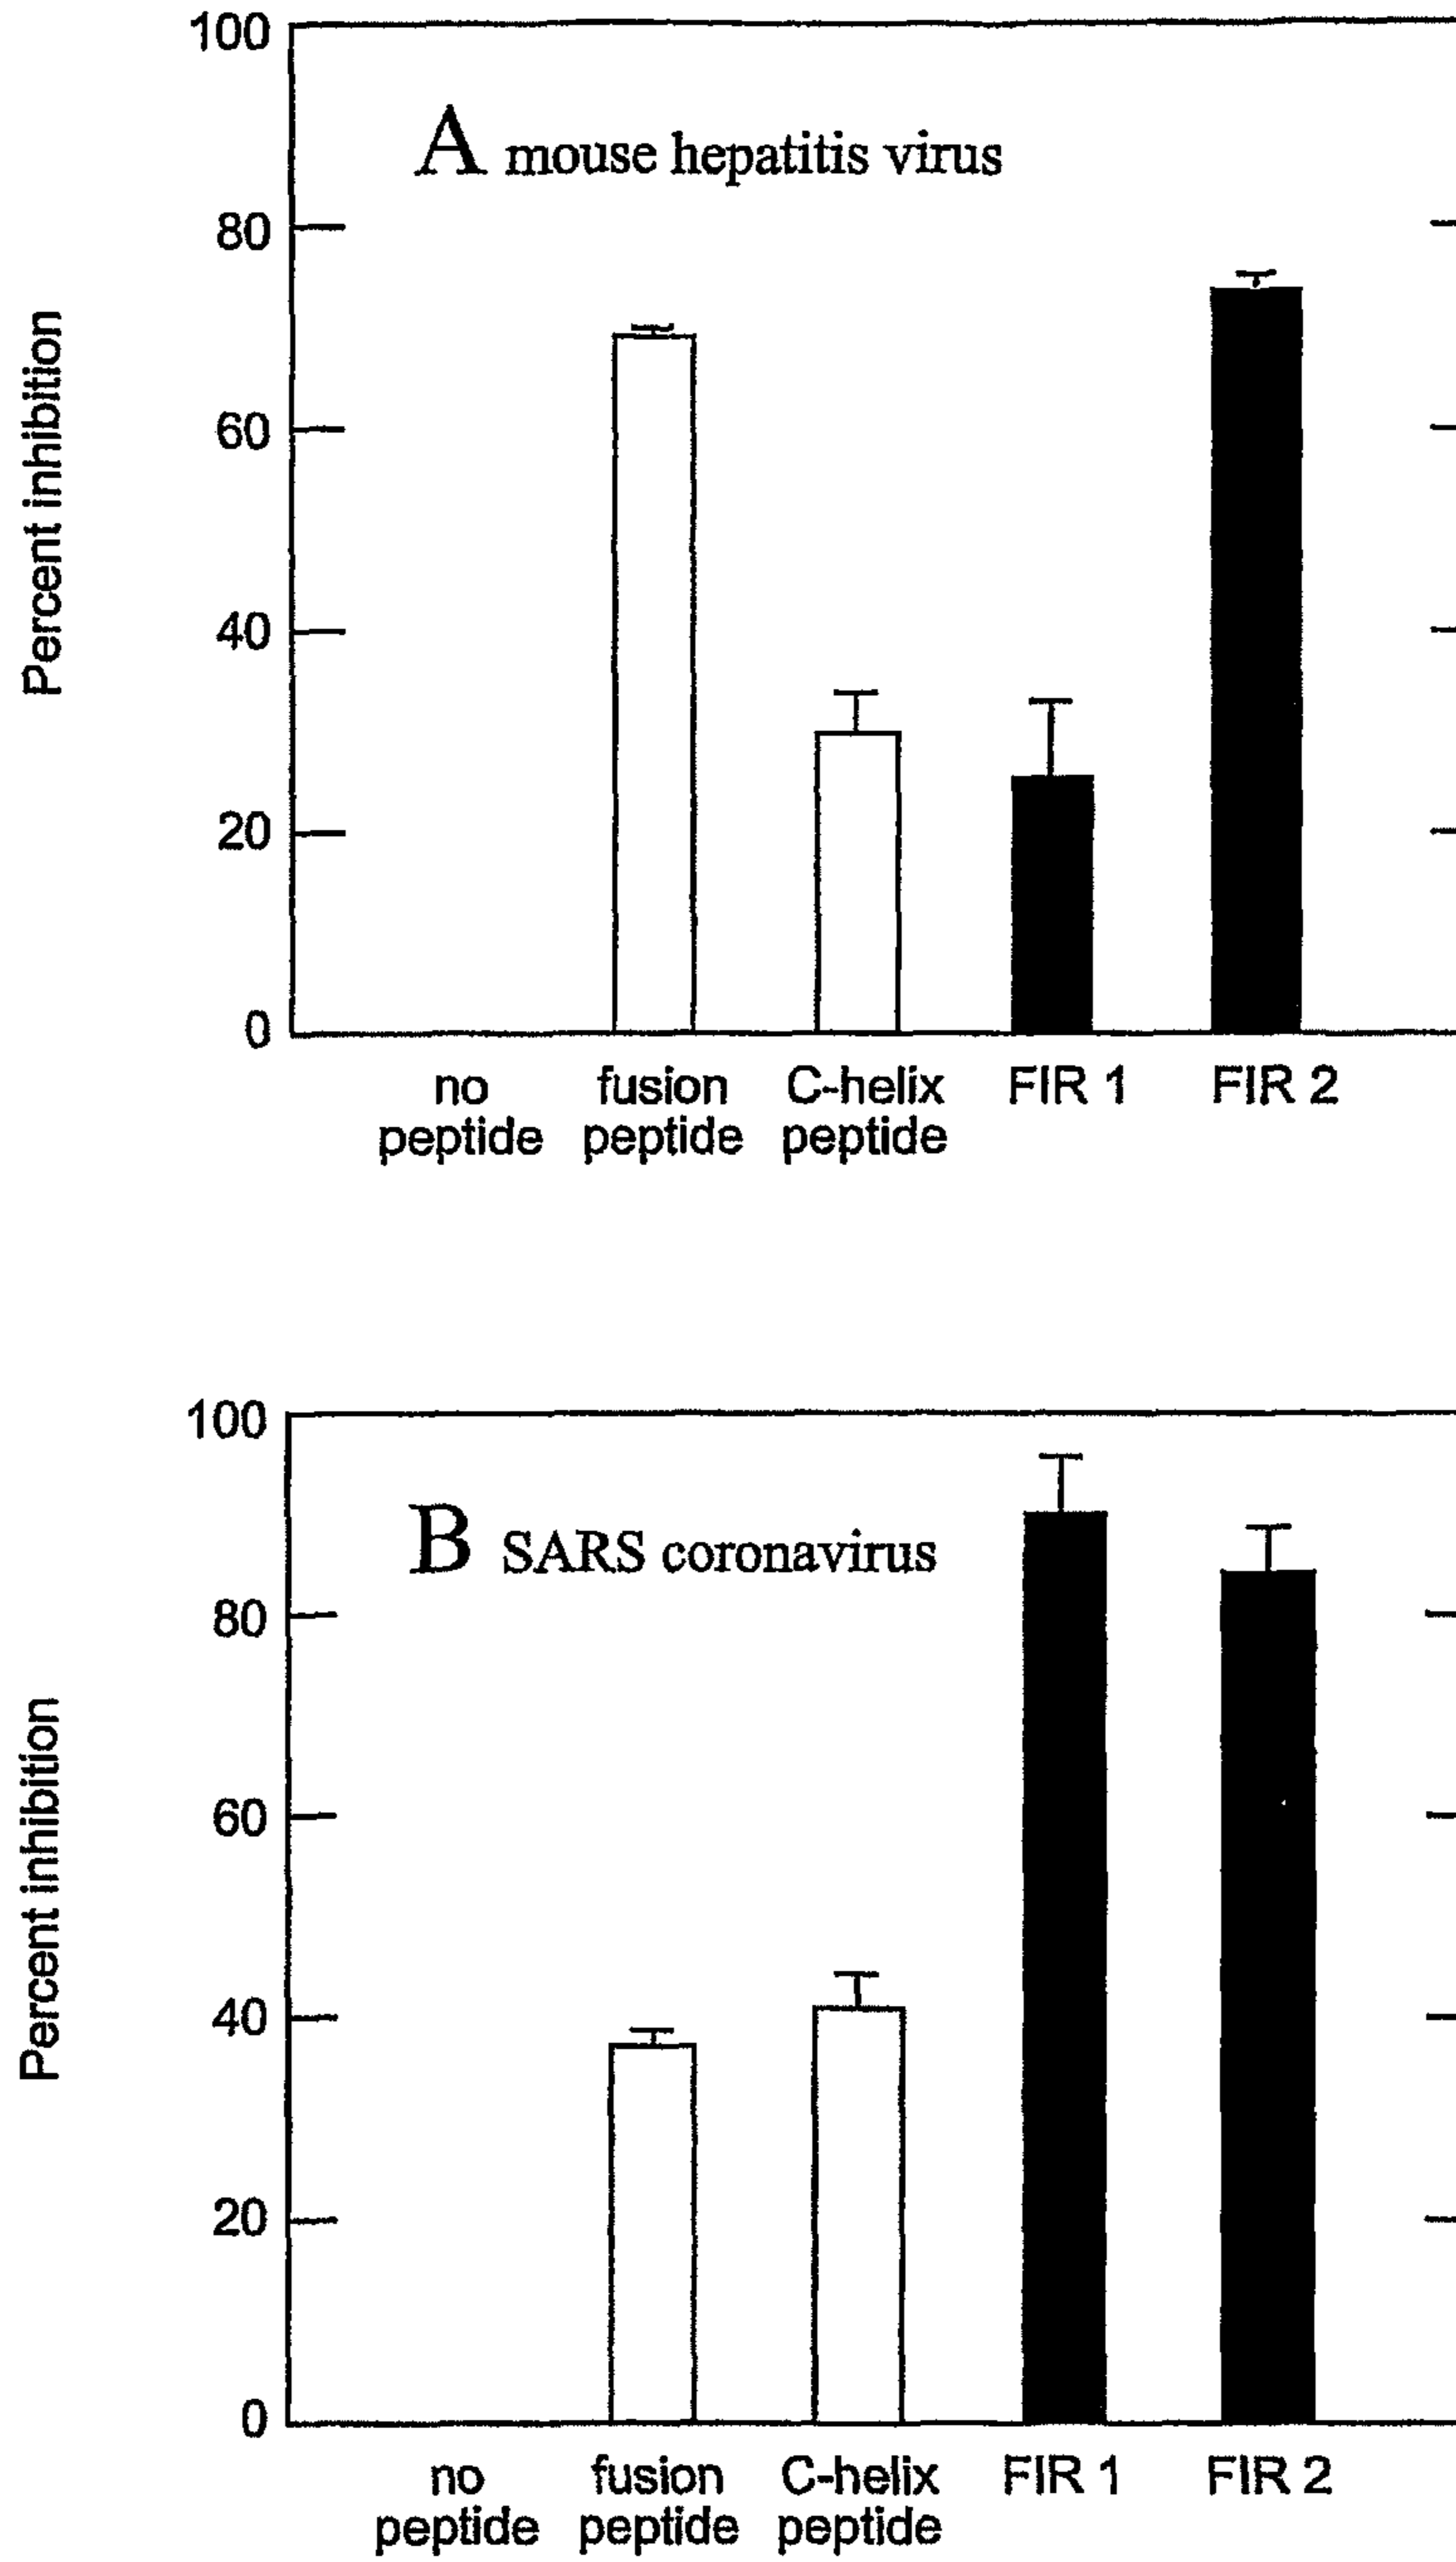 100
A mouse hepatitis virus
80
60
Percent inhibition
40
20
0
no peptide
fusion peptide
C-helix peptide
FIR 1
FIR 2
100
B SARS coronavirus
80
60
Percent inhibition
40
20
0
no peptide
fusion peptide
C-helix peptide
FIR 1
FIR 2